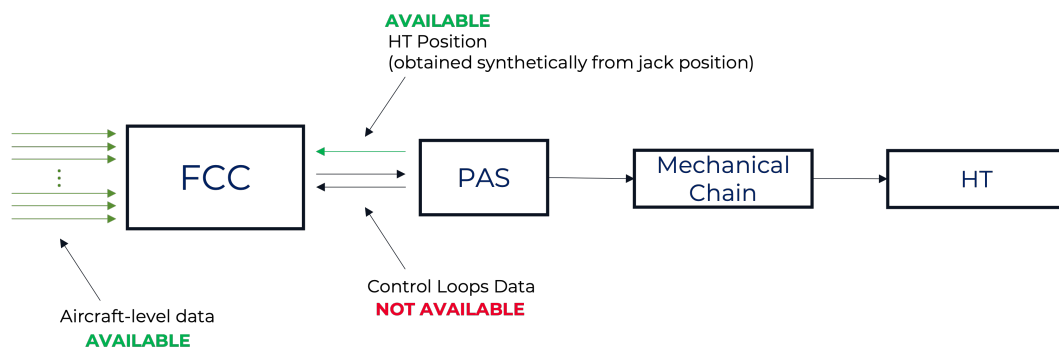 AVAILABLE
HT Position
(obtained synthetically from jack position)
FCC
PAS
Mechanical
Chain
HT
Control Loops Data
NOT AVAILABLE
Aircraft-level data
AVAILABLE